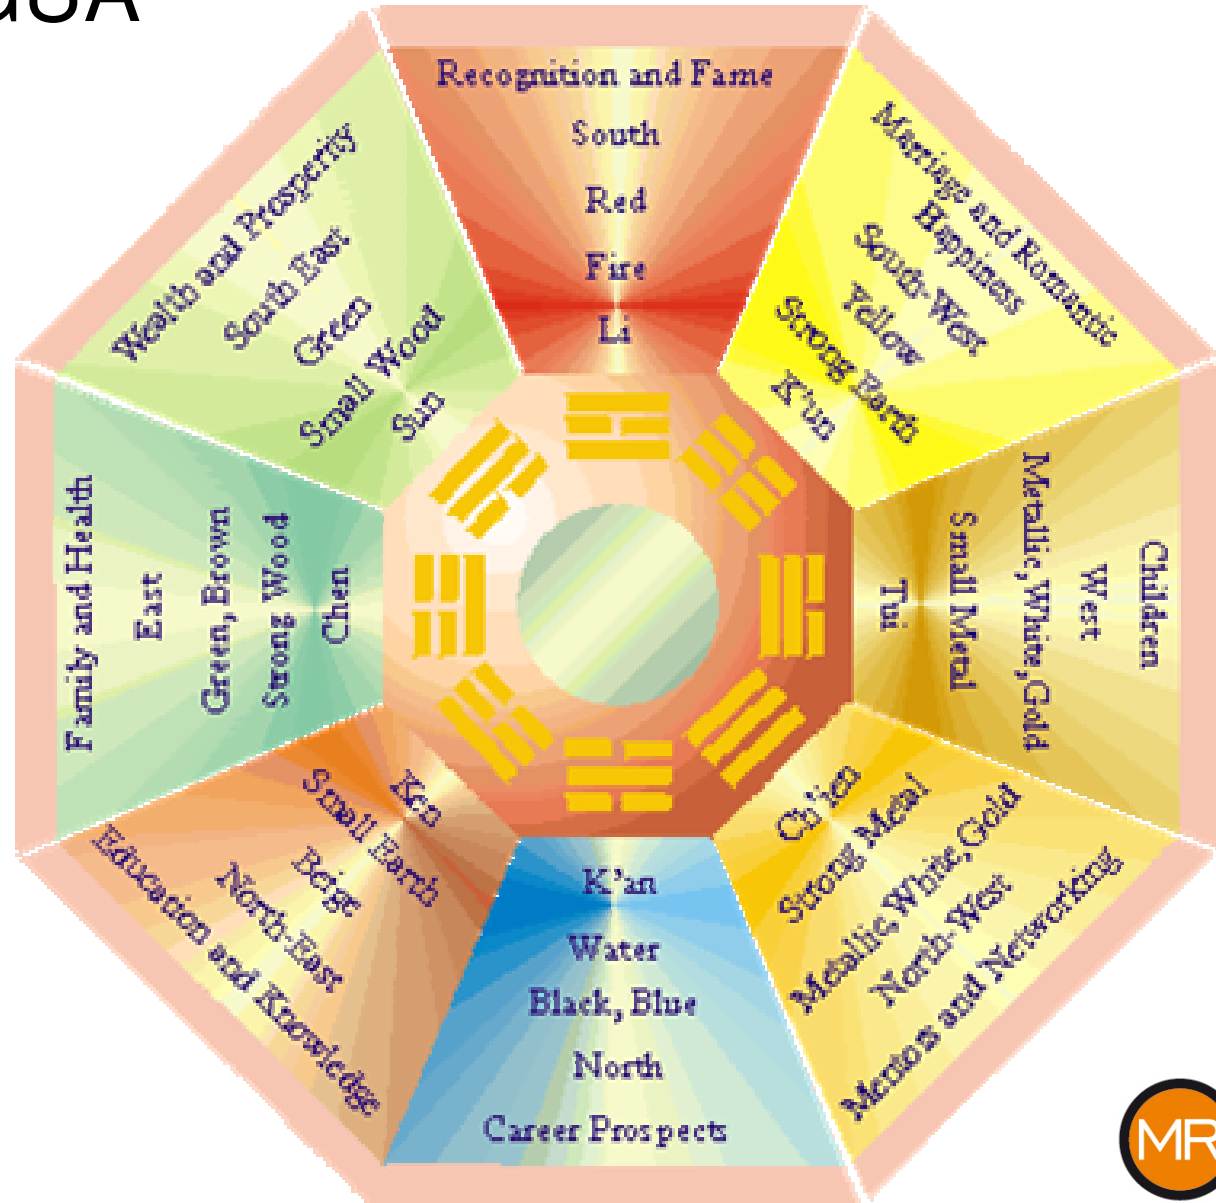 Recognition and Fame
South
Red
Fire
Li
Marriage and Romantic
Happiness
South-West
Yellow
Strong Earth
K'un
Children
West
Metallic, White, Gold
Small Metal
Tui
Ch'ien
Strong Metal
Metallic, White, Gold
North-West
Mentors and Networking
K'an
Water
Black, Blue
North
Career Prospects
Ken
Small Earth
Beige
North-East
Education and Knowledge
Family and Health
East
Green, Brown
Strong Wood
Chen
Wealth and Prosperity
South East
Green
Small Wood
Sun
MR